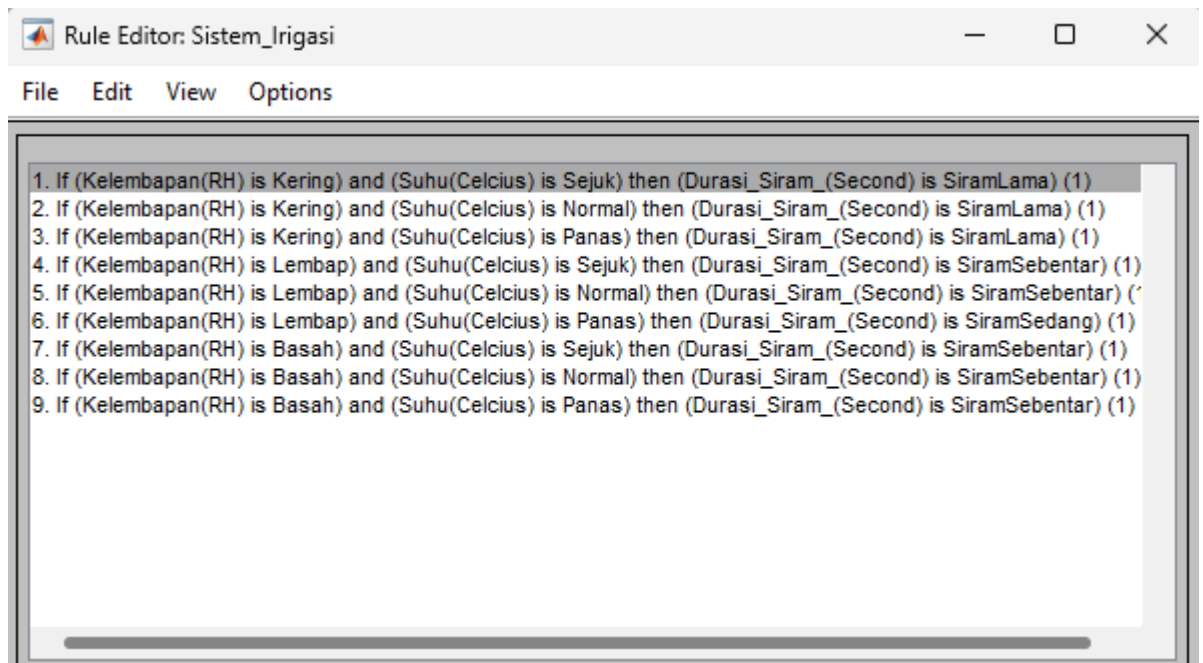 Rule Editor: Sistem_Irigasi
File Edit View Options
1. If (Kelembapan(RH) is Kering) and (Suhu(Celcius) is Sejuk) then (Durasi_Siram_(Second) is SiramLama) (1)
2. If (Kelembapan(RH) is Kering) and (Suhu(Celcius) is Normal) then (Durasi_Siram_(Second) is SiramLama) (1)
3. If (Kelembapan(RH) is Kering) and (Suhu(Celcius) is Panas) then (Durasi_Siram_(Second) is SiramLama) (1)
4. If (Kelembapan(RH) is Lembap) and (Suhu(Celcius) is Sejuk) then (Durasi_Siram_(Second) is SiramSebentar) (1)
5. If (Kelembapan(RH) is Lembap) and (Suhu(Celcius) is Normal) then (Durasi_Siram_(Second) is SiramSebentar) (
6. If (Kelembapan(RH) is Lembap) and (Suhu(Celcius) is Panas) then (Durasi_Siram_(Second) is SiramSedang) (1)
7. If (Kelembapan(RH) is Basah) and (Suhu(Celcius) is Sejuk) then (Durasi_Siram_(Second) is SiramSebentar) (1)
8. If (Kelembapan(RH) is Basah) and (Suhu(Celcius) is Normal) then (Durasi_Siram_(Second) is SiramSebentar) (1)
9. If (Kelembapan(RH) is Basah) and (Suhu(Celcius) is Panas) then (Durasi_Siram_(Second) is SiramSebentar) (1)